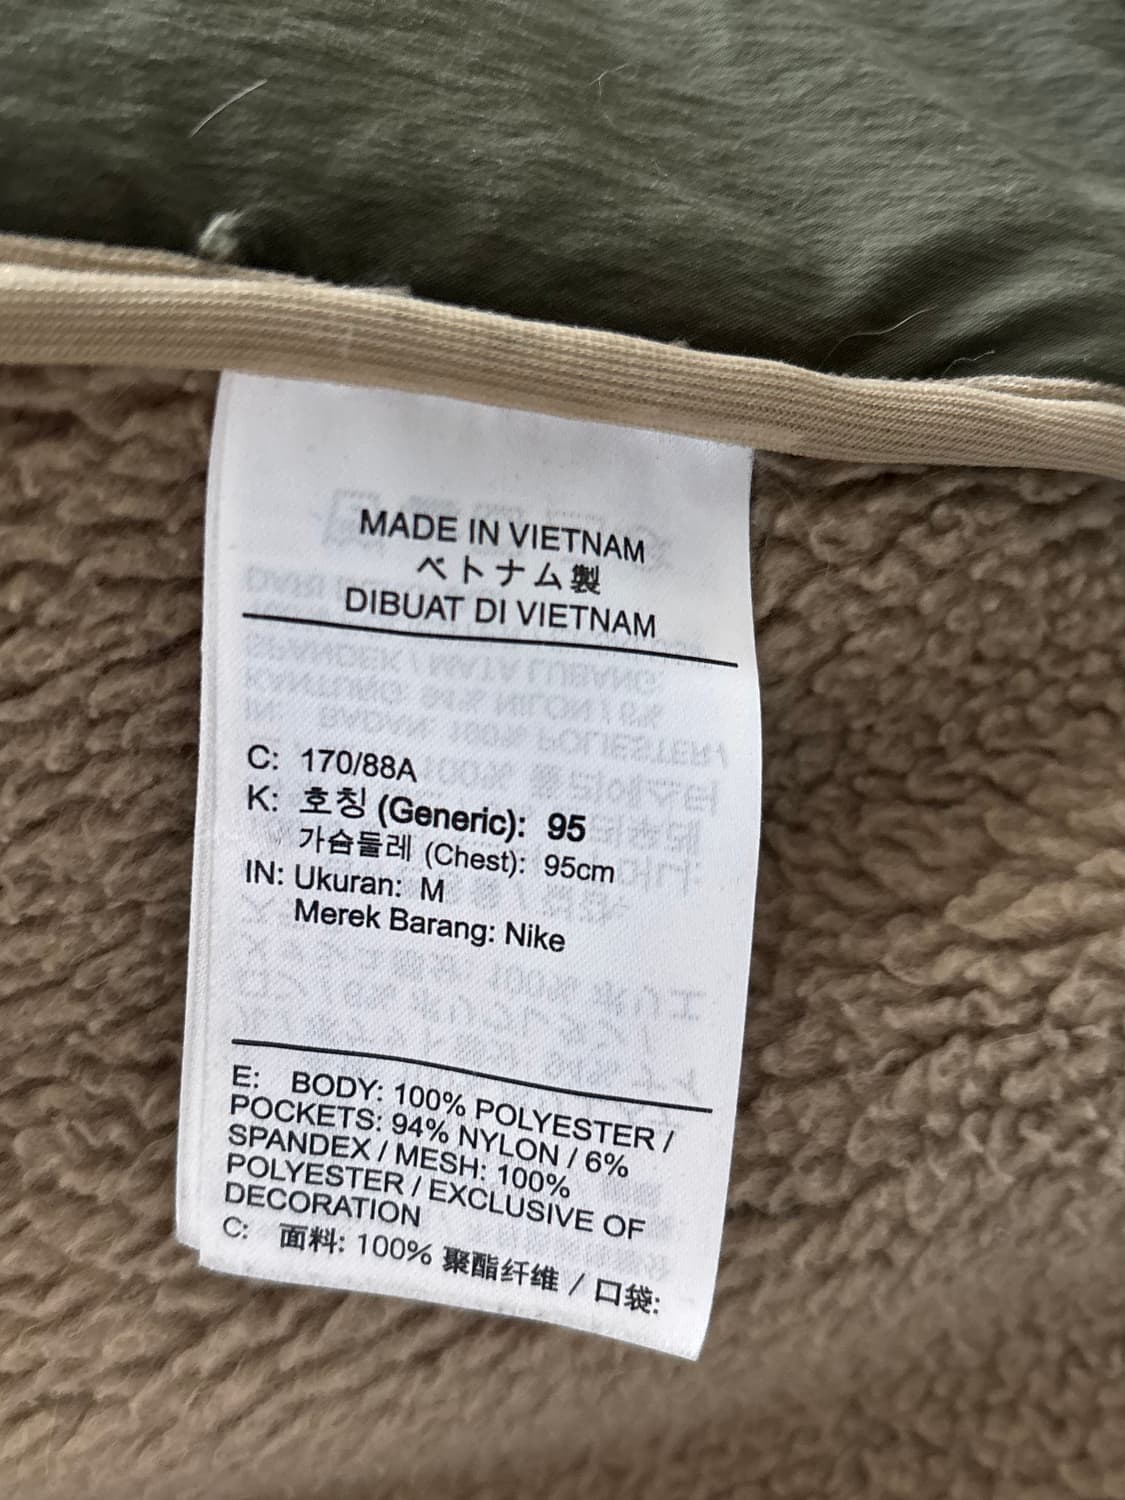 MADE IN VIETNAM
ベトナム製
DIBUAT DI VIETNAM
C: 170/88A
K: 호칭 (Generic): 95
가슴둘레 (Chest): 95cm
IN: Ukuran: M
Merek Barang: Nike
E: BODY: 100% POLYESTER /
POCKETS: 94% NYLON / 6%
SPANDEX / MESH: 100%
POLYESTER / EXCLUSIVE OF
DECORATION
C: 面料: 100% 聚酯纤维 / 口袋: